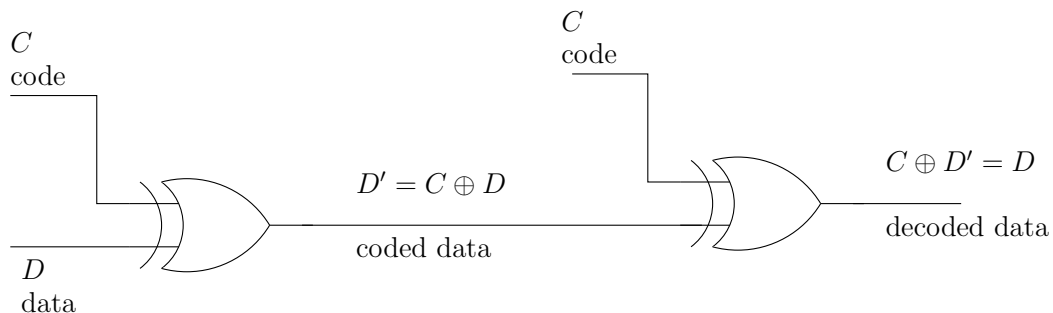 C
code
C
code
D′ = C ⊕ D
C ⊕ D′ = D
coded data
decoded data
D
data